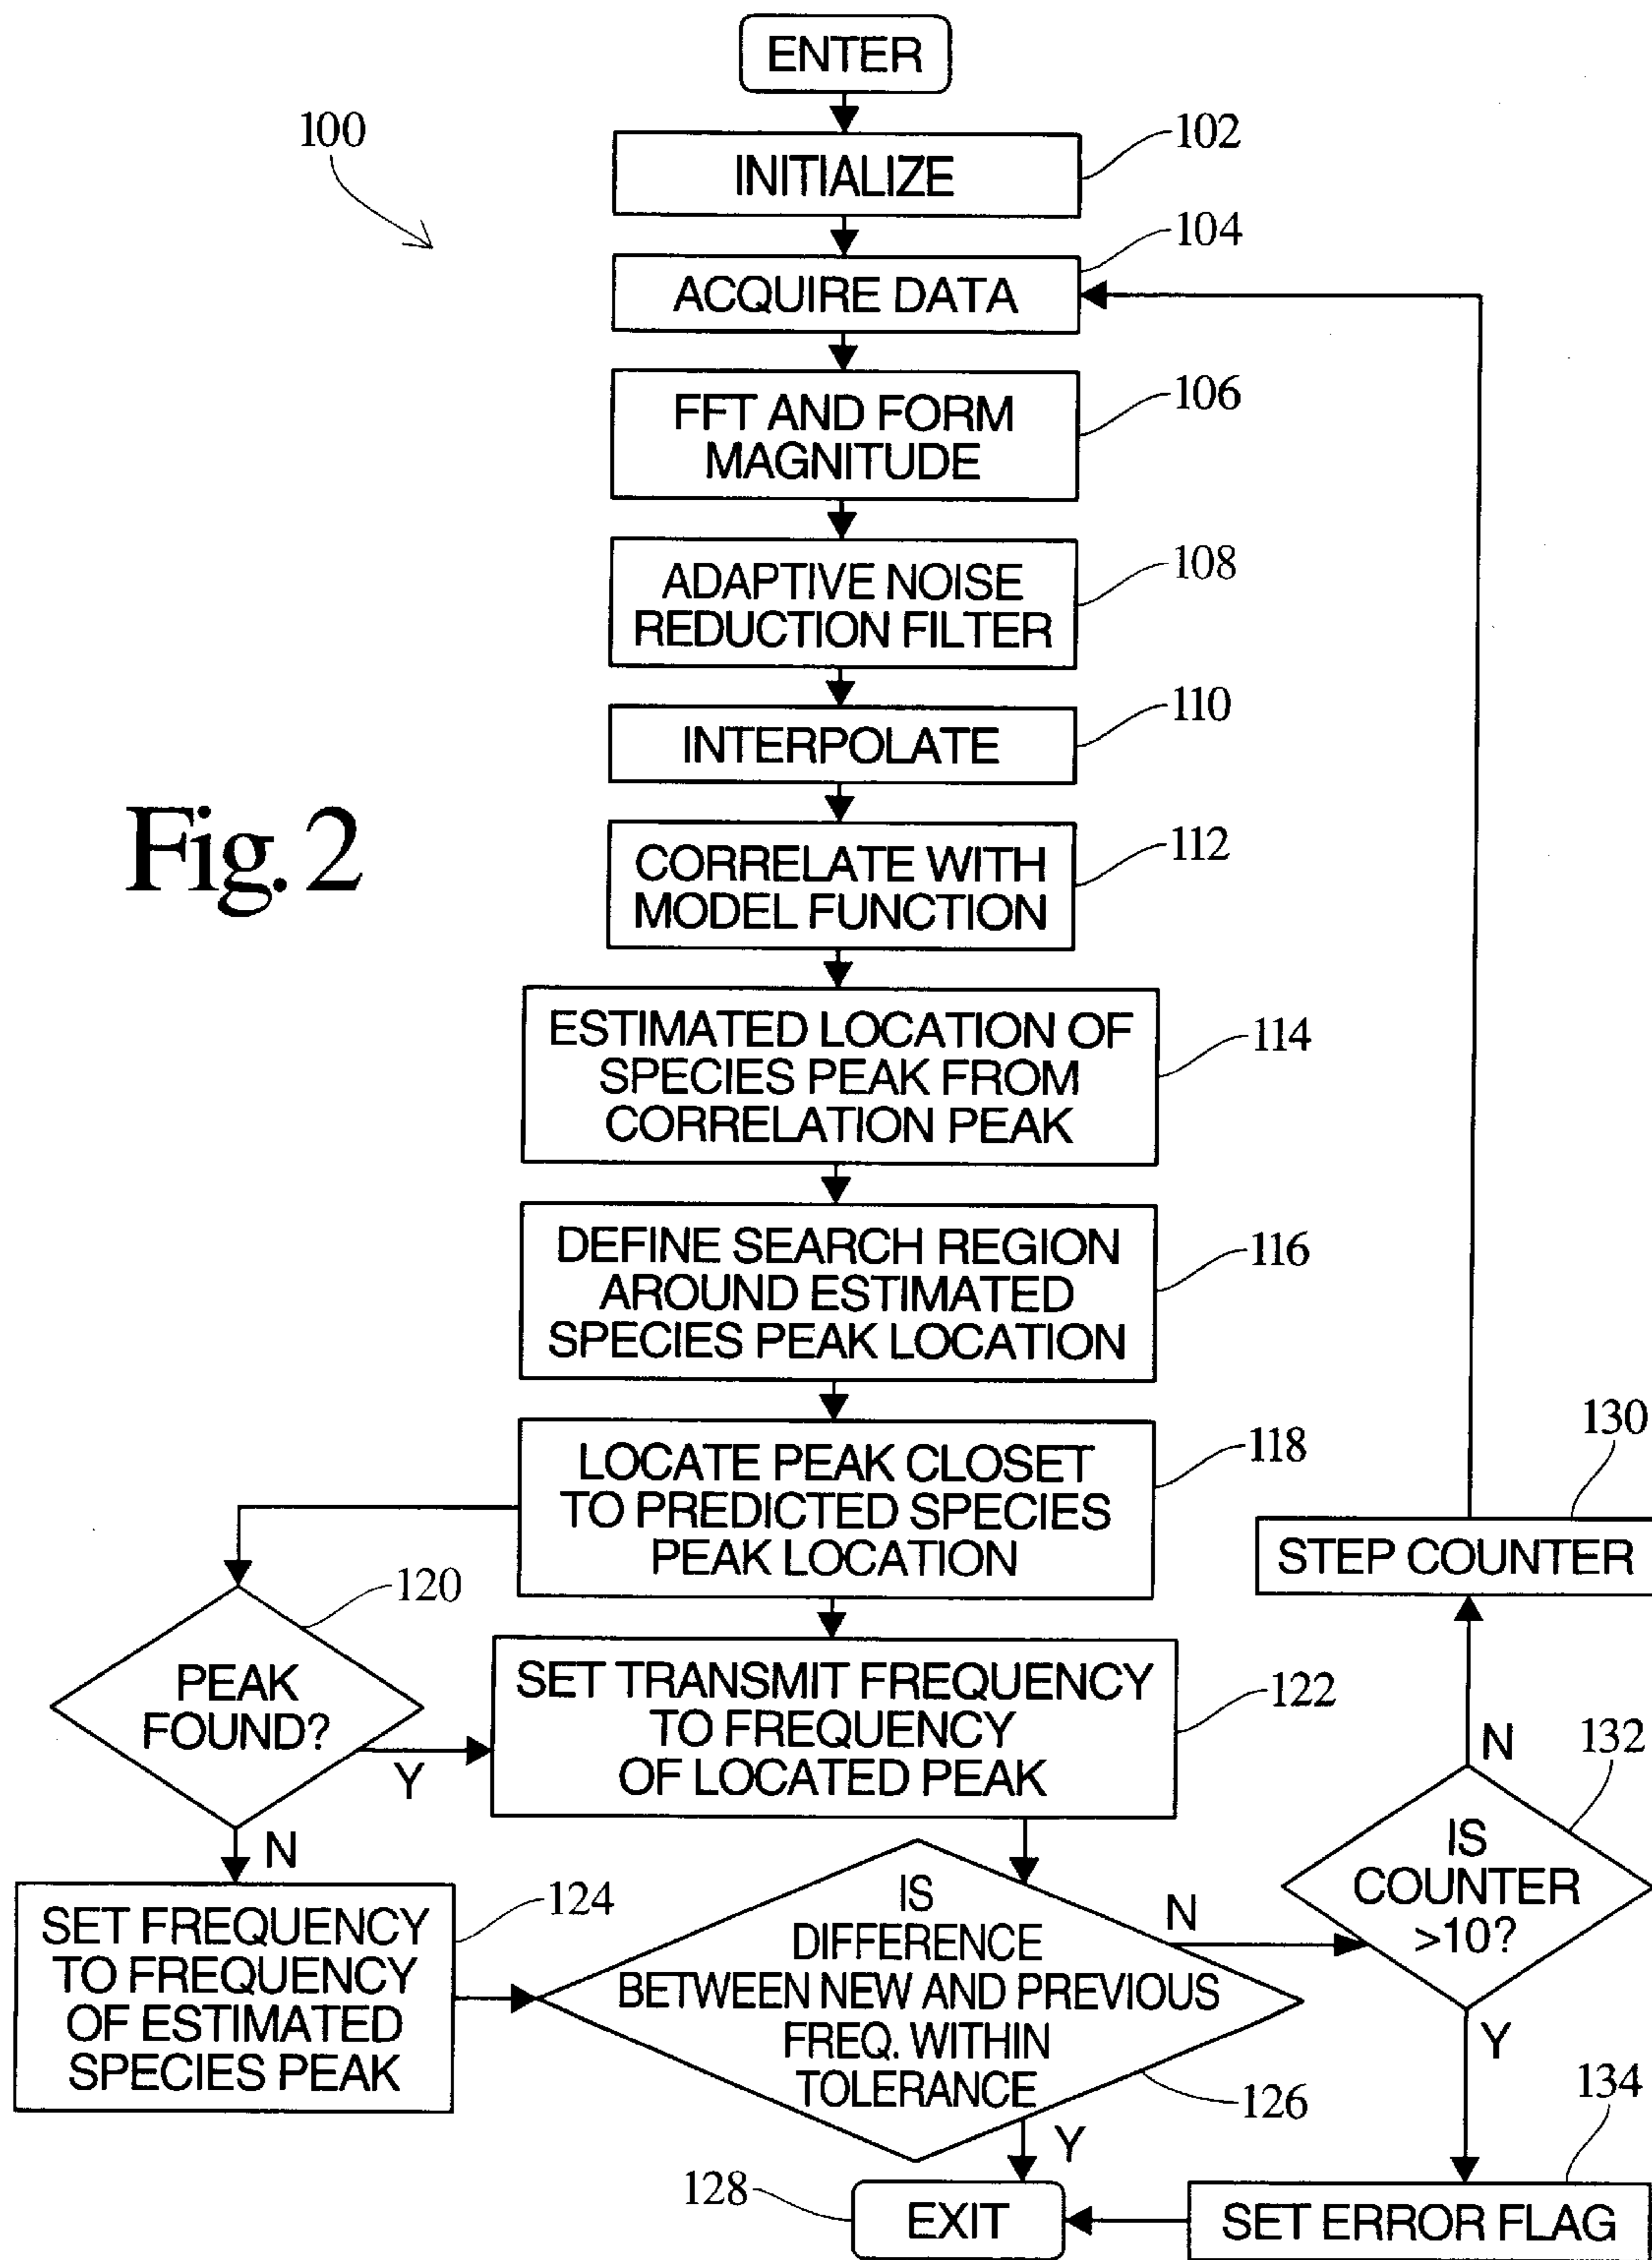 ENTER
100
102
INITIALIZE
104
ACQUIRE DATA
106
FFT AND FORM
MAGNITUDE
108
ADAPTIVE NOISE
REDUCTION FILTER
110
INTERPOLATE
Fig. 2
112
CORRELATE WITH
MODEL FUNCTION
114
ESTIMATED LOCATION OF
SPECIES PEAK FROM
CORRELATION PEAK
116
DEFINE SEARCH REGION
AROUND ESTIMATED
SPECIES PEAK LOCATION
118
LOCATE PEAK CLOSET
TO PREDICTED SPECIES
PEAK LOCATION
130
STEP COUNTER
120
PEAK
FOUND?
Y
N
122
SET TRANSMIT FREQUENCY
TO FREQUENCY
OF LOCATED PEAK
N
132
IS
COUNTER
>10?
Y
124
SET FREQUENCY
TO FREQUENCY
OF ESTIMATED
SPECIES PEAK
IS
DIFFERENCE
BETWEEN NEW AND PREVIOUS
FREQ. WITHIN
TOLERANCE
N
126
Y
134
128
EXIT
SET ERROR FLAG